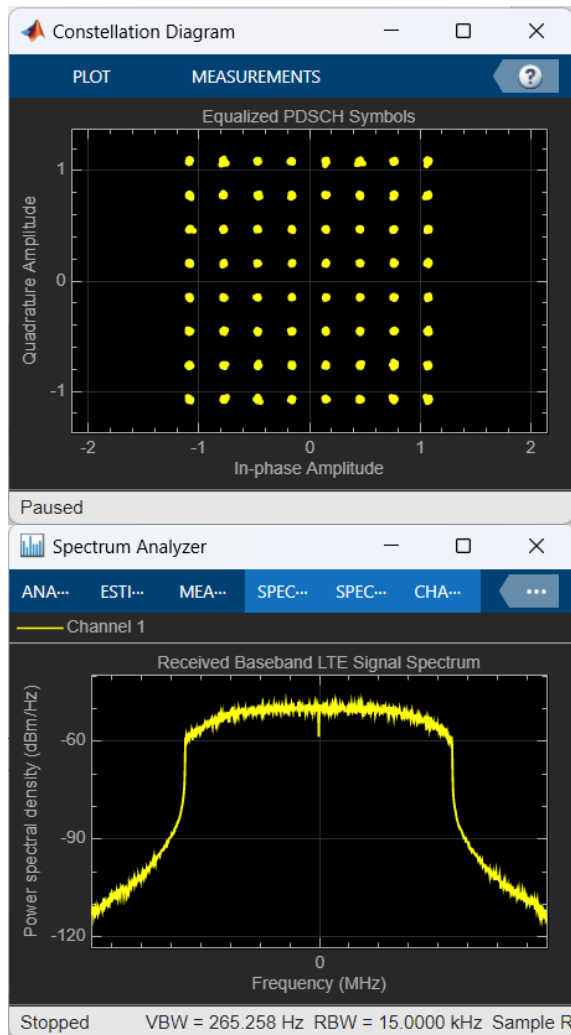 Constellation Diagram
PLOT MEASUREMENTS ?
Equalized PDSCH Symbols
Quadrature Amplitude
1
0
-1
-2 -1 0 1 2
In-phase Amplitude
Paused
Spectrum Analyzer
ANA··· ESTI··· MEA··· SPEC··· SPEC··· CHA··· ···
Channel 1
Received Baseband LTE Signal Spectrum
Power spectral density (dBm/Hz)
-60
-90
-120
0
Frequency (MHz)
Stopped VBW = 265.258 Hz RBW = 15.0000 kHz Sample R